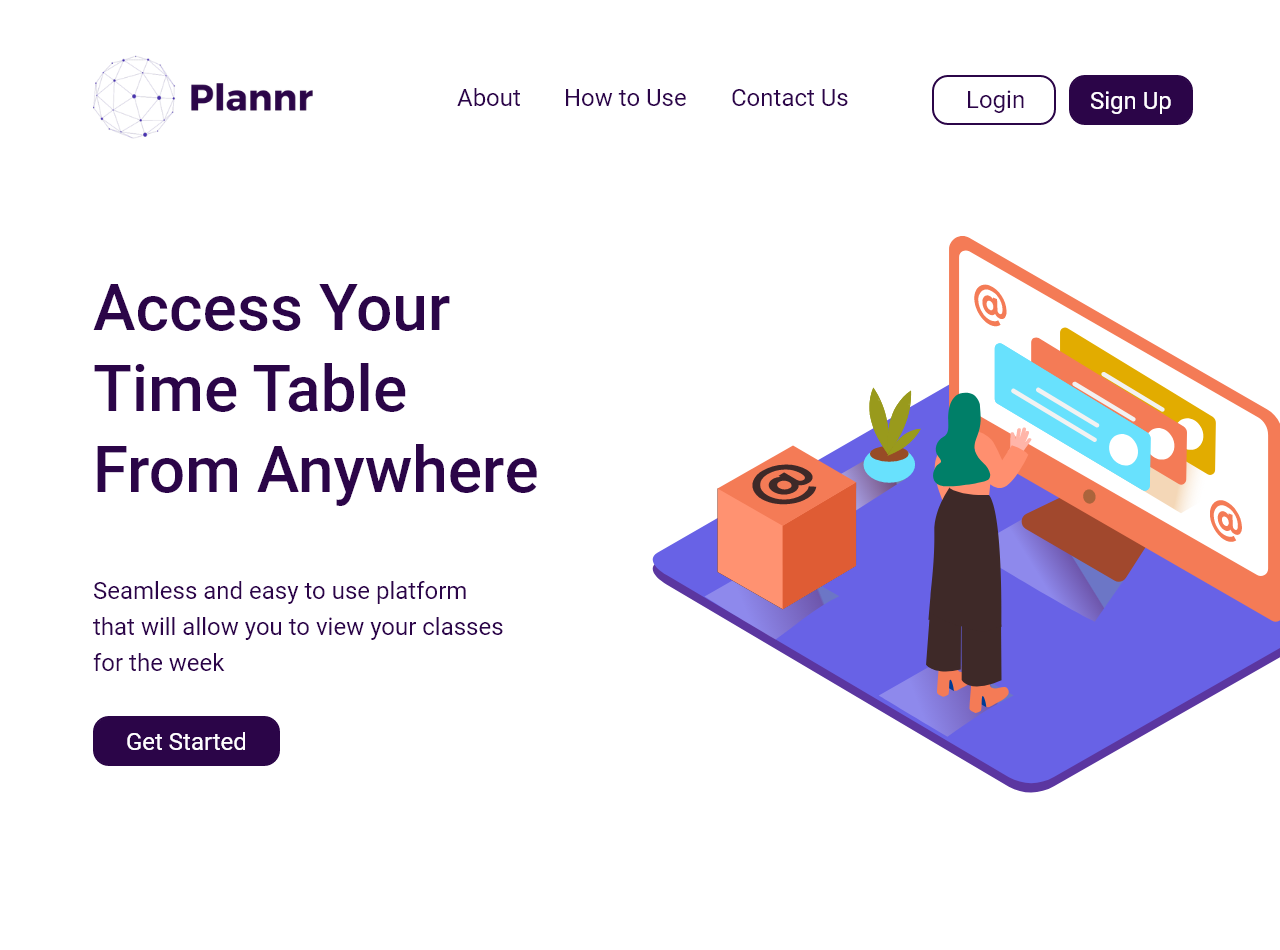 Plannr
About
How to Use
Contact Us
Login
Sign Up
Access Your
Time Table
From Anywhere
@
@
@
Seamless and easy to use platform
that will allow you to view your classes
for the week
Get Started